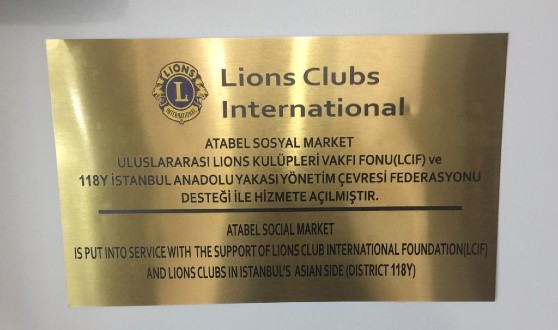 LIONS
L
INTERNATIONAL
Lions Clubs
International
ATABEL SOSYAL MARKET
ULUSLARARASI LIONS KULÜPLERİ VAKFI FONU(LCIF) ve
118Y İSTANBUL ANADOLU YAKASI YÖNETİM ÇEVRESİ FEDERASYONU
DESTEĞİ İLE HİZMETE AÇILMIŞTIR.
ATABEL SOCIAL MARKET
IS PUT INTO SERVICE WITH THE SUPPORT OF LIONS CLUB INTERNATIONAL FOUNDATION(LCIF)
AND LIONS CLUBS IN ISTANBUL'S ASIAN SIDE (DISTRICT 118Y)